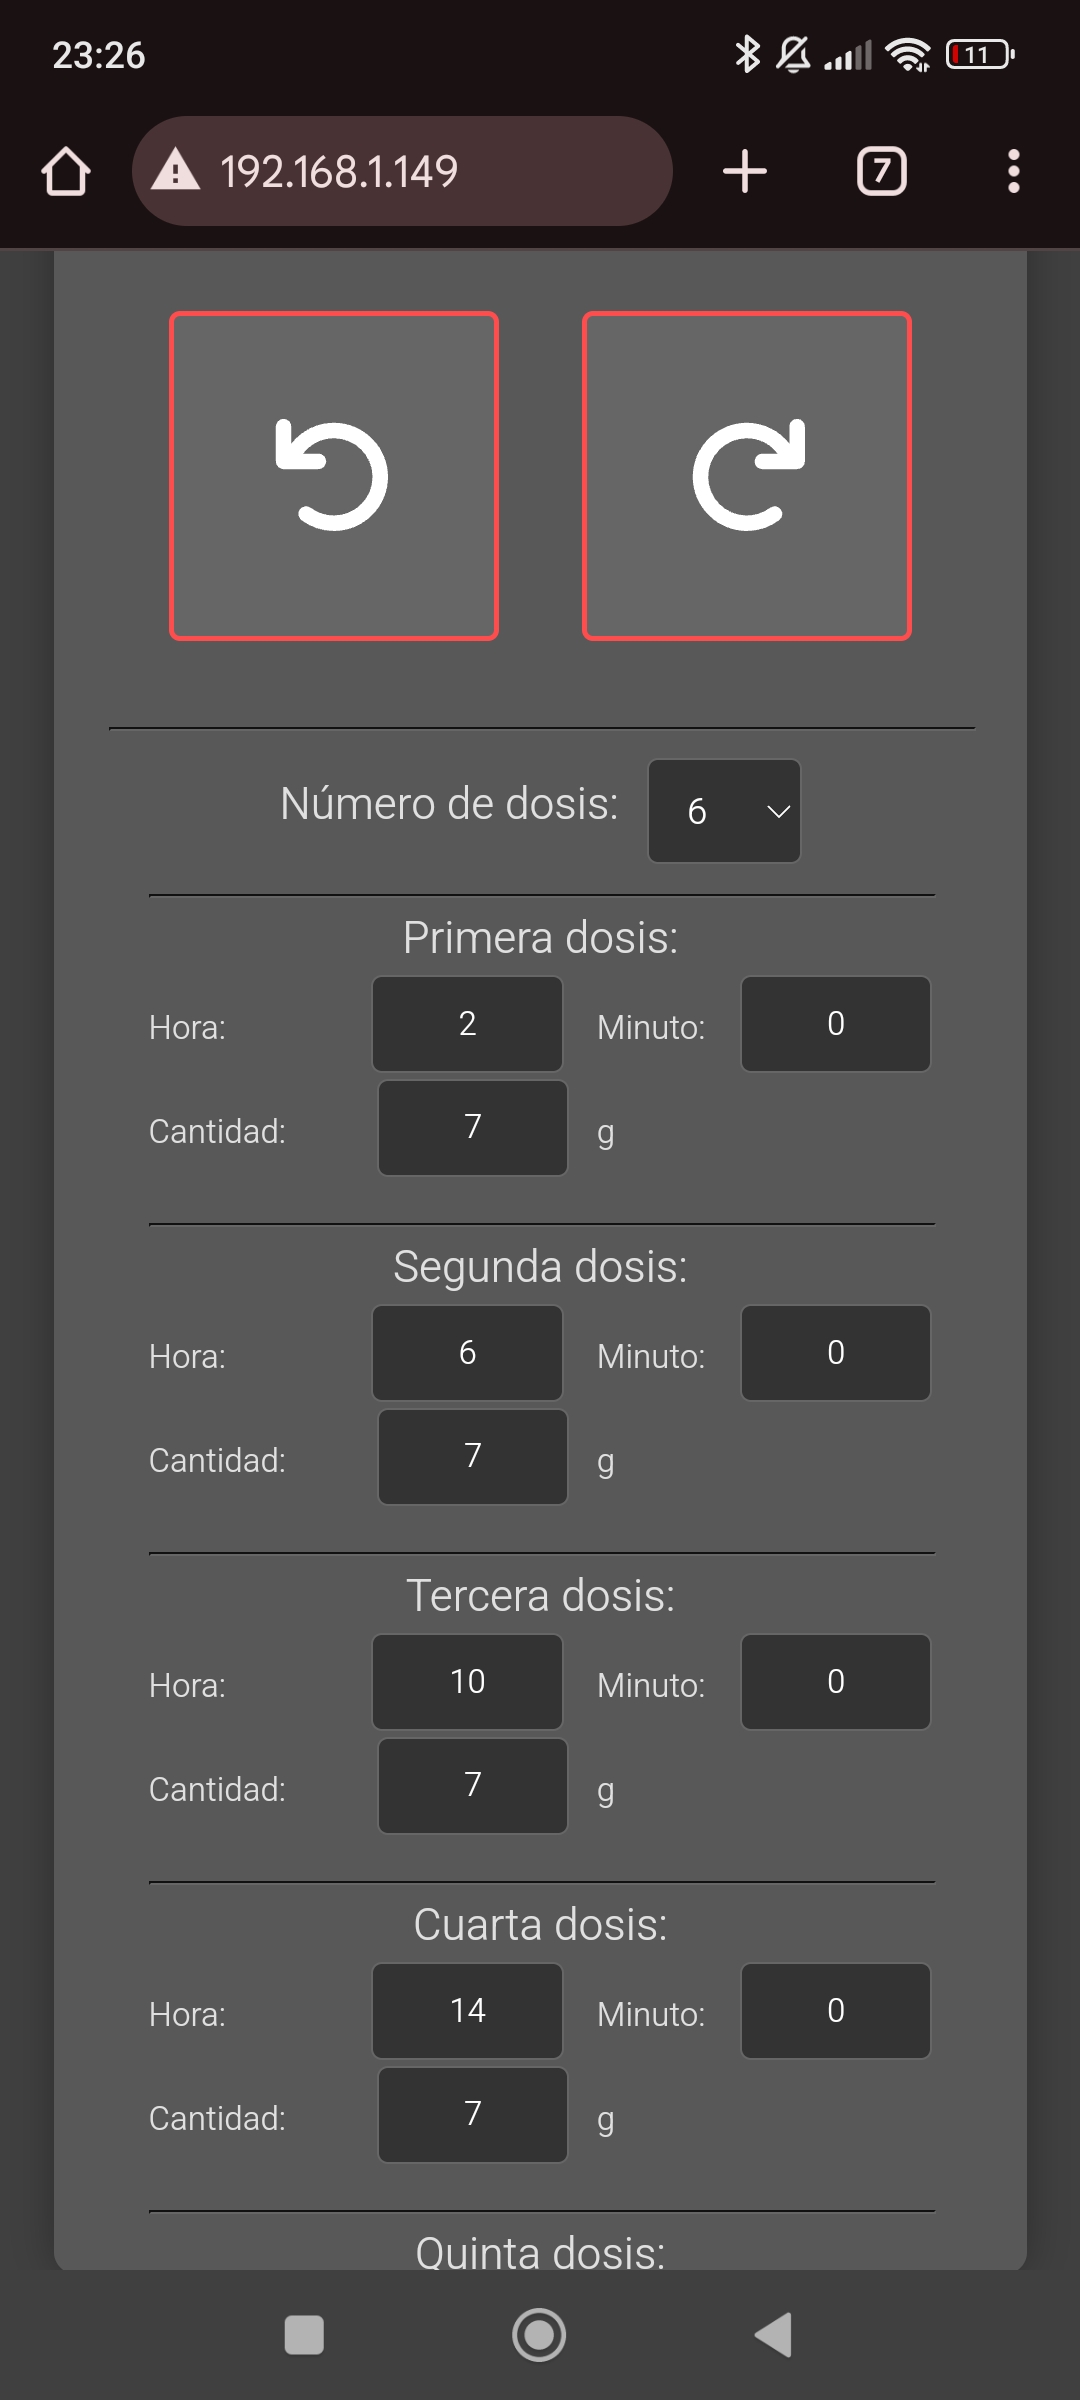 23:26
11
192.168.1.149
7
Número de dosis: 6
Primera dosis:
Hora: 2 Minuto: 0
Cantidad: 7 g
Segunda dosis:
Hora: 6 Minuto: 0
Cantidad: 7 g
Tercera dosis:
Hora: 10 Minuto: 0
Cantidad: 7 g
Cuarta dosis:
Hora: 14 Minuto: 0
Cantidad: 7 g
Quinta dosis: